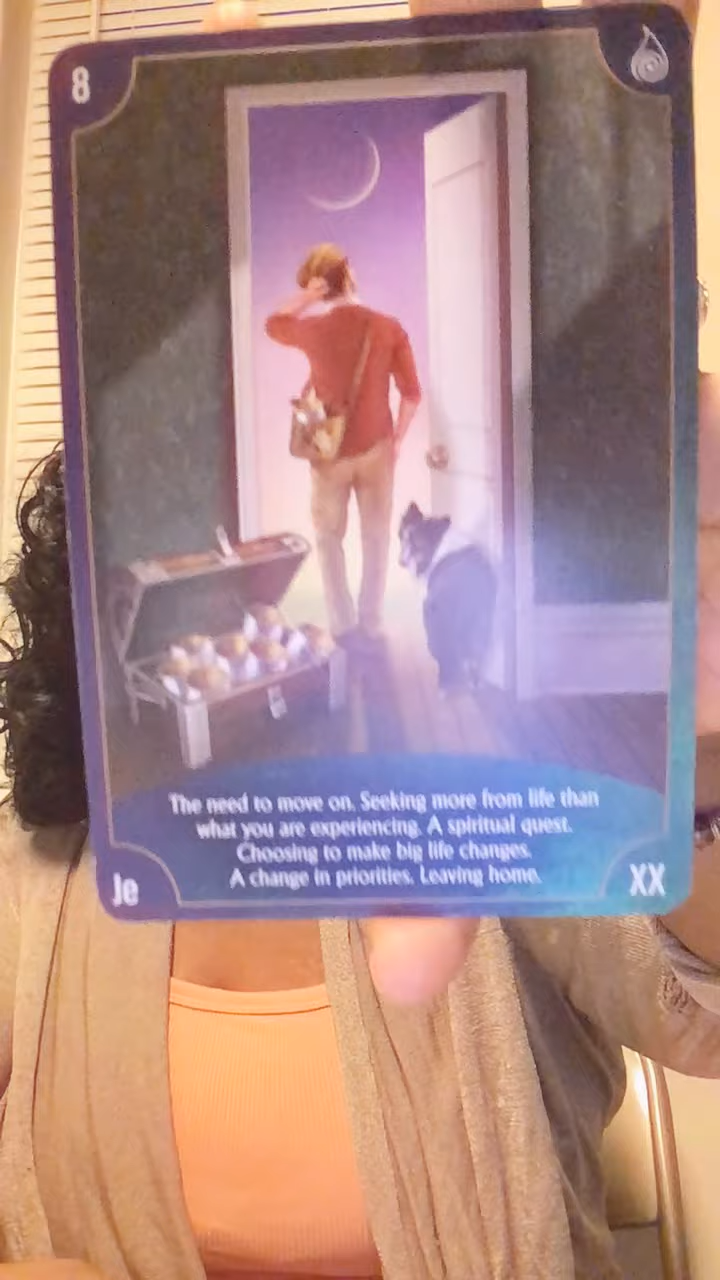 8
The need to move on. Seeking more from life than
what you are experiencing. A spiritual quest.
Choosing to make big life changes.
A change in priorities. Leaving home.
Je
XX